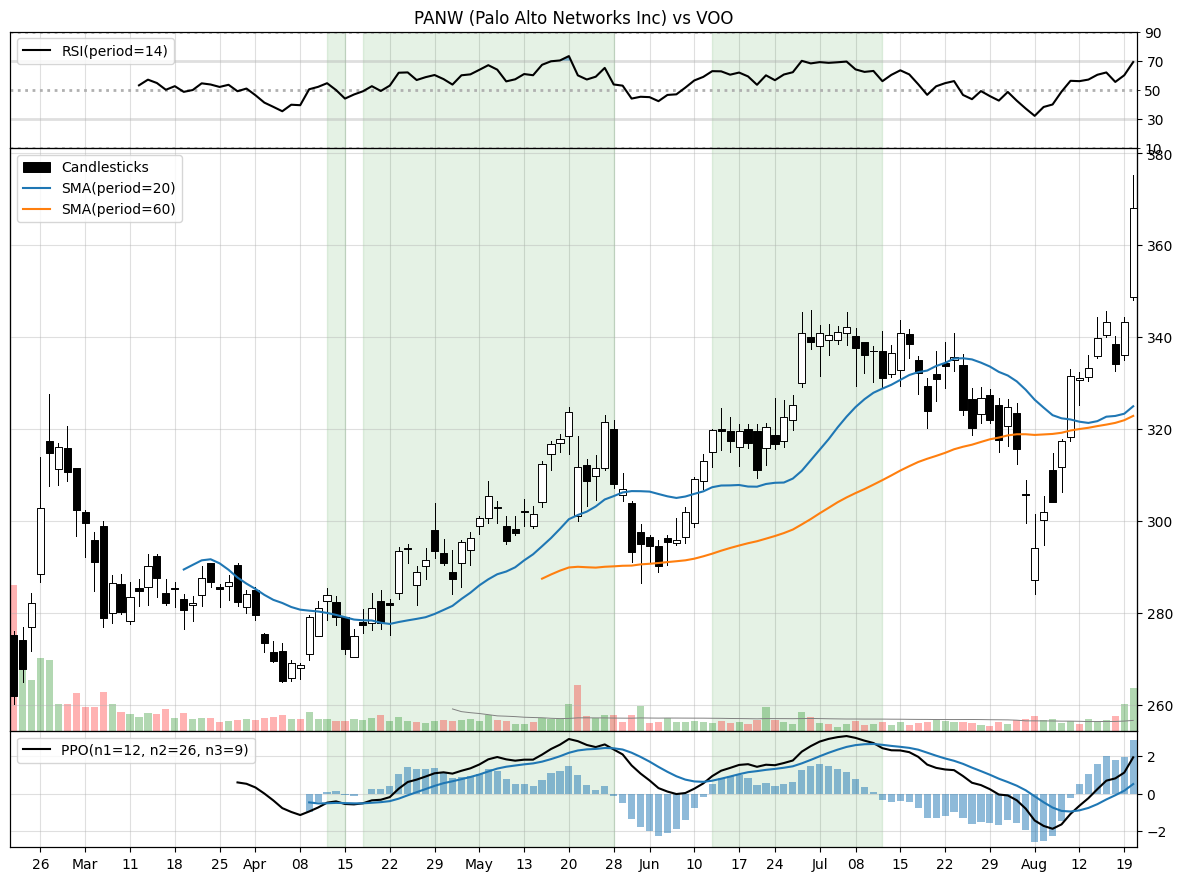 PANW (Palo Alto Networks Inc) vs VOO
RSI(period=14)
90
70
50
30
10
Candlesticks
SMA(period=20)
SMA(period=60)
380
360
340
320
300
280
260
PPO(n1=12, n2=26, n3=9)
2
0
−2
26 Mar 11 18 25 Apr 08 15 22 29 May 13 20 28 Jun 10 17 24 Jul 08 15 22 29 Aug 12 19